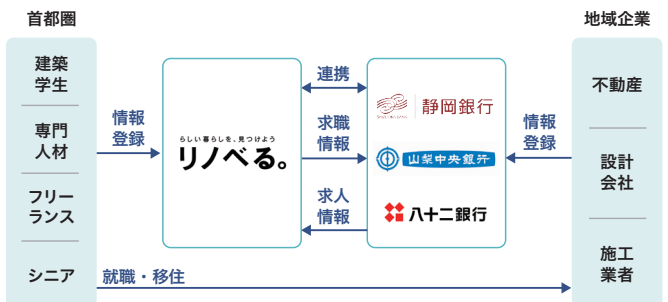 首都圏
地域企業
建築
学生
専門
人材
フリー
ランス
シニア
情報
登録
らしい暮らしを、見つけよう
リノベる。
連携
求職
情報
求人
情報
静岡銀行
SHIZUOKA BANK
山梨中央銀行
八十二銀行
情報
登録
不動産
設計
会社
施工
業者
就職・移住